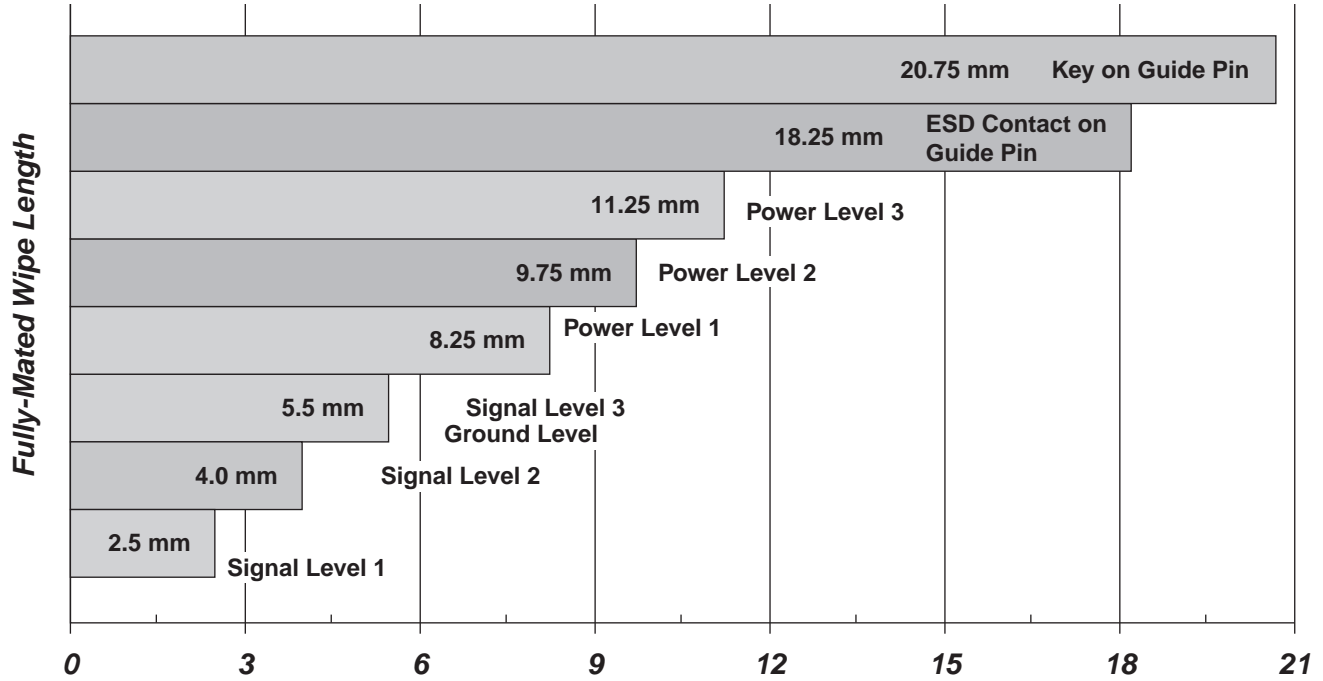 Fully-Mated Wipe Length
20.75 mm Key on Guide Pin
18.25 mm ESD Contact on
Guide Pin
11.25 mm Power Level 3
9.75 mm Power Level 2
8.25 mm Power Level 1
5.5 mm Signal Level 3
Ground Level
4.0 mm Signal Level 2
2.5 mm Signal Level 1
0 3 6 9 12 15 18 21